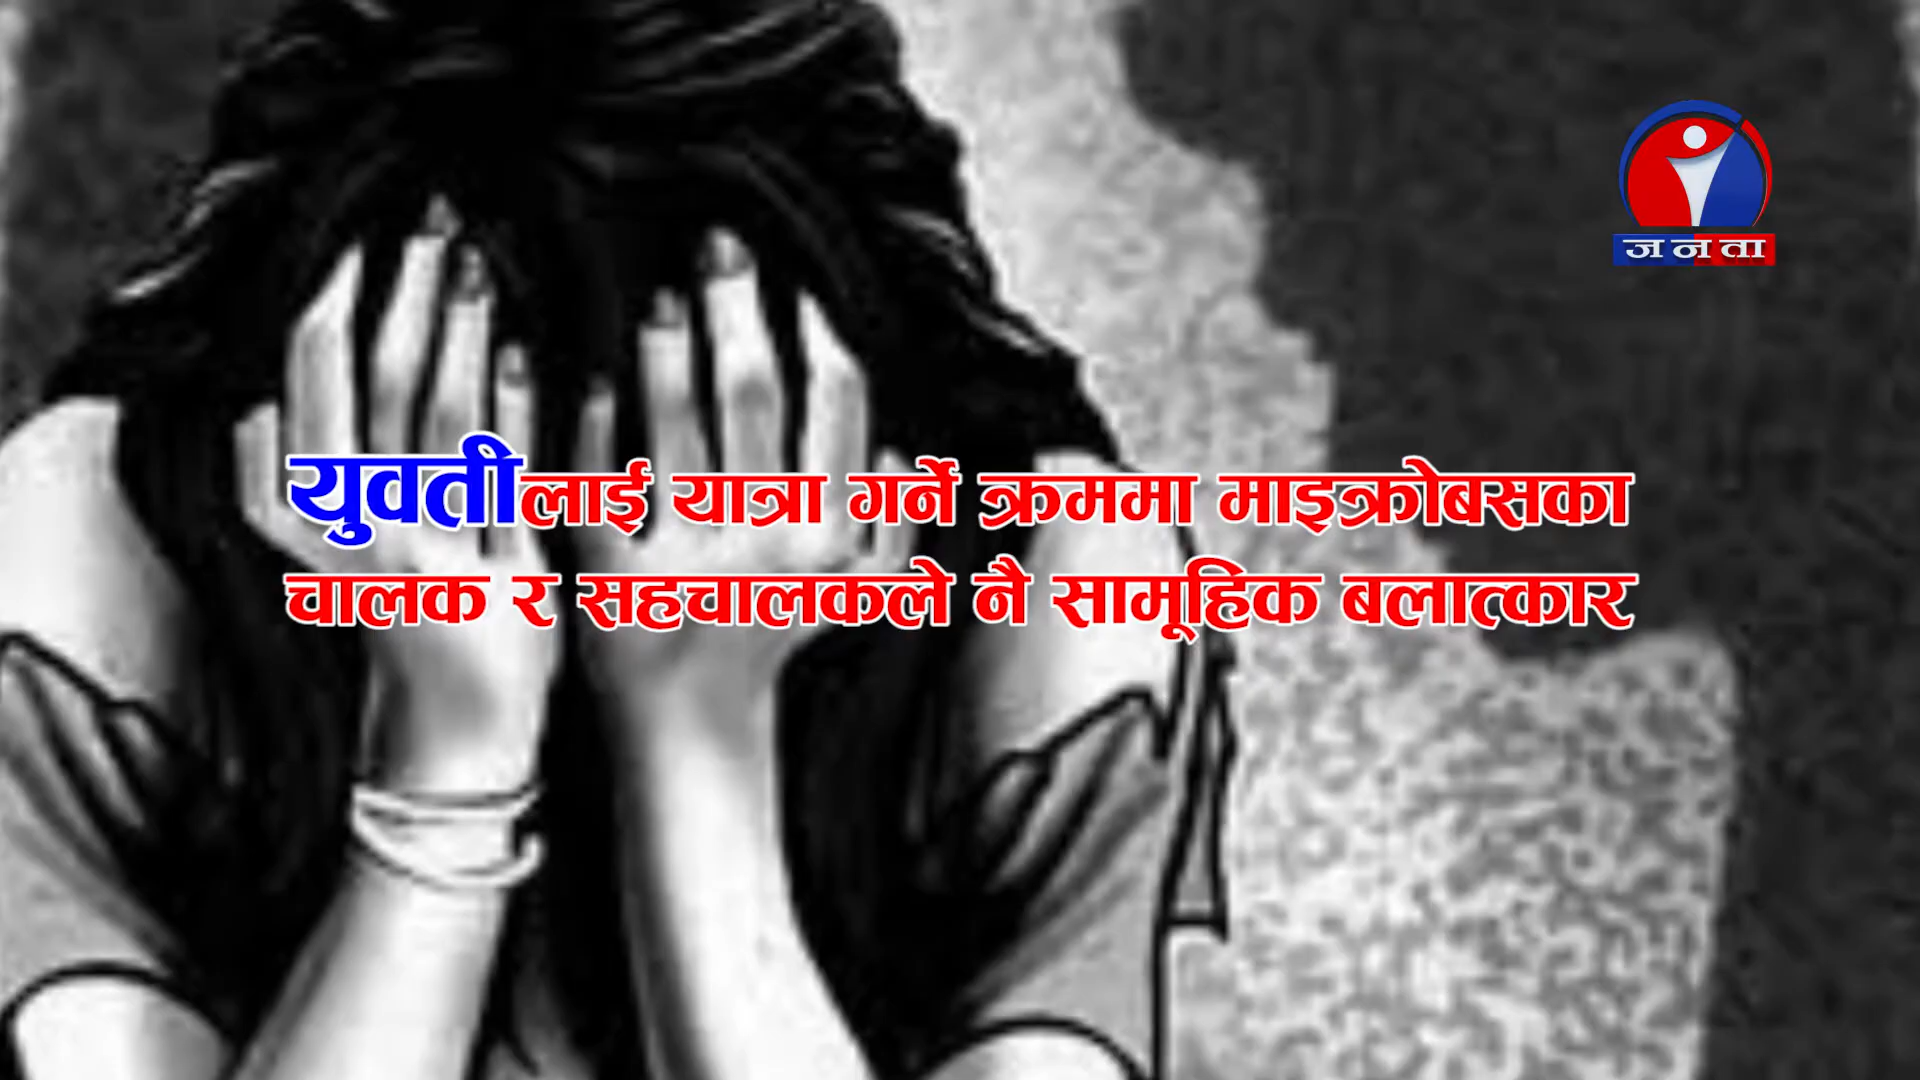 जनता
युवतीलाई यात्रा गर्ने क्रममा माइक्रोबसका
चालक र सहचालकले नै सामूहिक बलात्कार